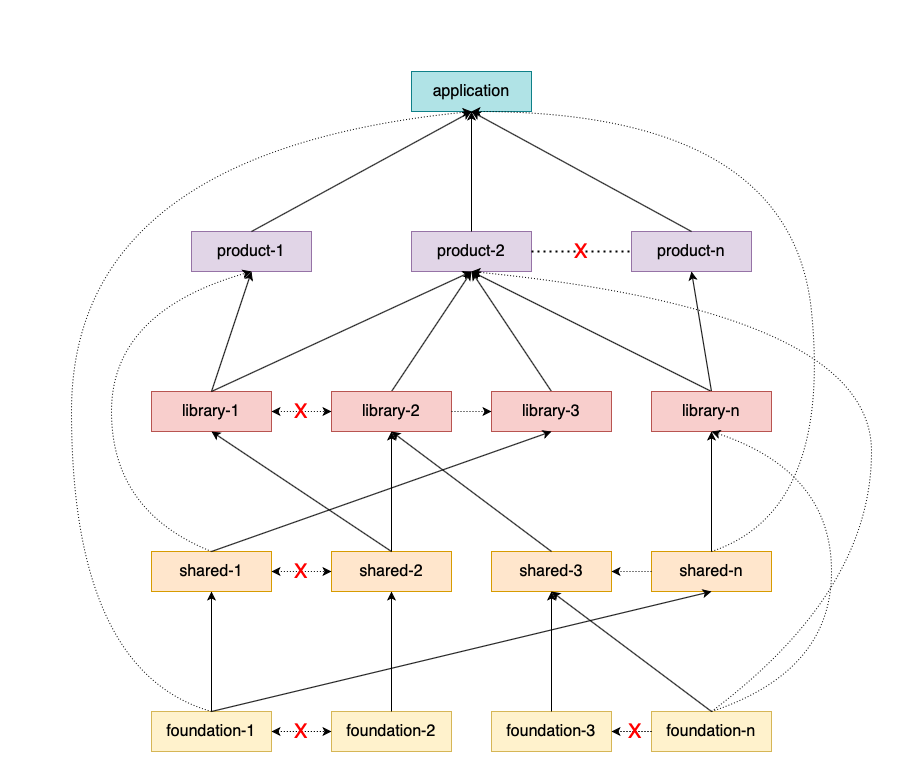 application
product-1
product-2
X
product-n
library-1
X
library-2
library-3
library-n
shared-1
X
shared-2
shared-3
shared-n
foundation-1
X
foundation-2
foundation-3
X
foundation-n